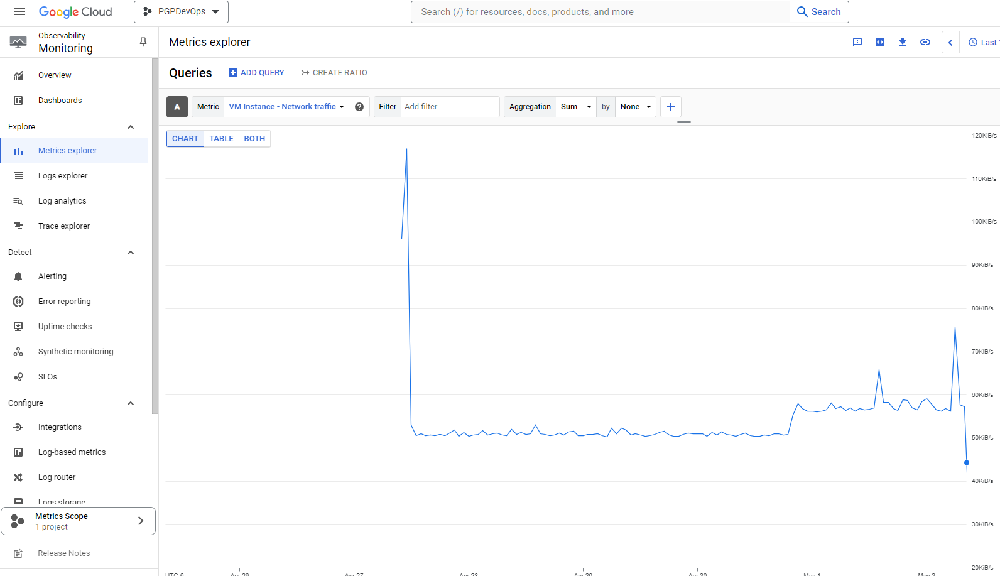 Google Cloud
PGPDevOps
Search (/) for resources, docs, products, and more
Search
Observability
Monitoring
Metrics explorer
Last
Overview
Dashboards
Explore
Metrics explorer
Logs explorer
Log analytics
Trace explorer
Detect
Alerting
Error reporting
Uptime checks
Synthetic monitoring
SLOs
Configure
Integrations
Log-based metrics
Log router
Logs storage
Metrics Scope
1 project
Release Notes
Queries
ADD QUERY
CREATE RATIO
A
Metric
VM Instance - Network traffic
Filter
Add filter
Aggregation
Sum
by
None
CHART
TABLE
BOTH
120KiB/s
110KiB/s
100KiB/s
90KiB/s
80KiB/s
70KiB/s
60KiB/s
50KiB/s
40KiB/s
30KiB/s
20KiB/s
UTC-6
Apr 26
Apr 27
Apr 28
Apr 29
Apr 30
May 1
May 2